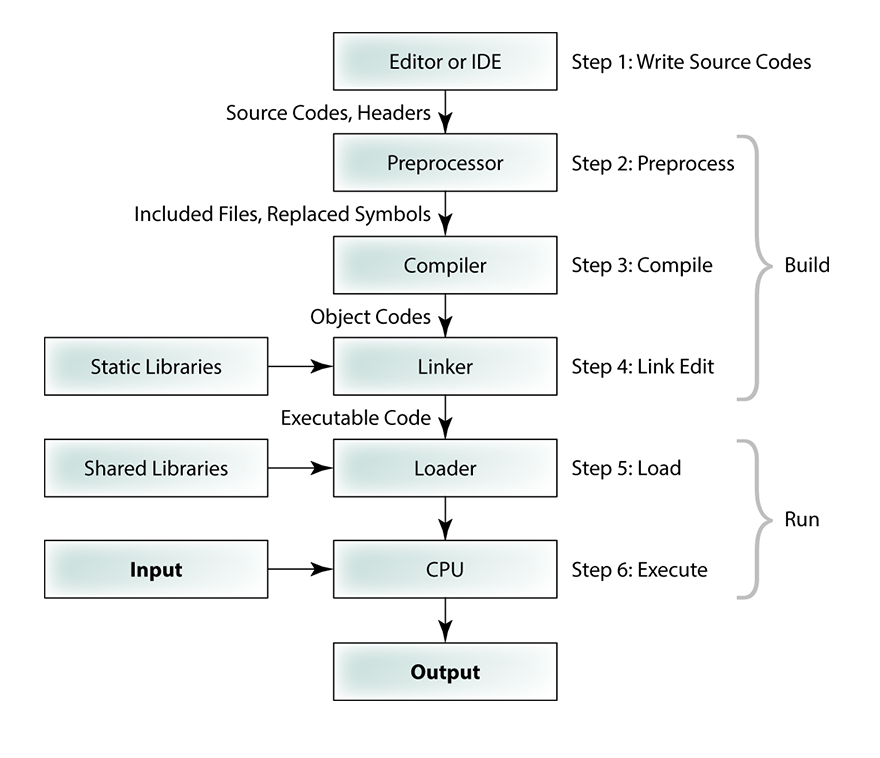 Editor or IDE
Step 1: Write Source Codes
Source Codes, Headers
Preprocessor
Step 2: Preprocess
Included Files, Replaced Symbols
Compiler
Step 3: Compile
Build
Object Codes
Static Libraries
Linker
Step 4: Link Edit
Executable Code
Shared Libraries
Loader
Step 5: Load
Run
Input
CPU
Step 6: Execute
Output